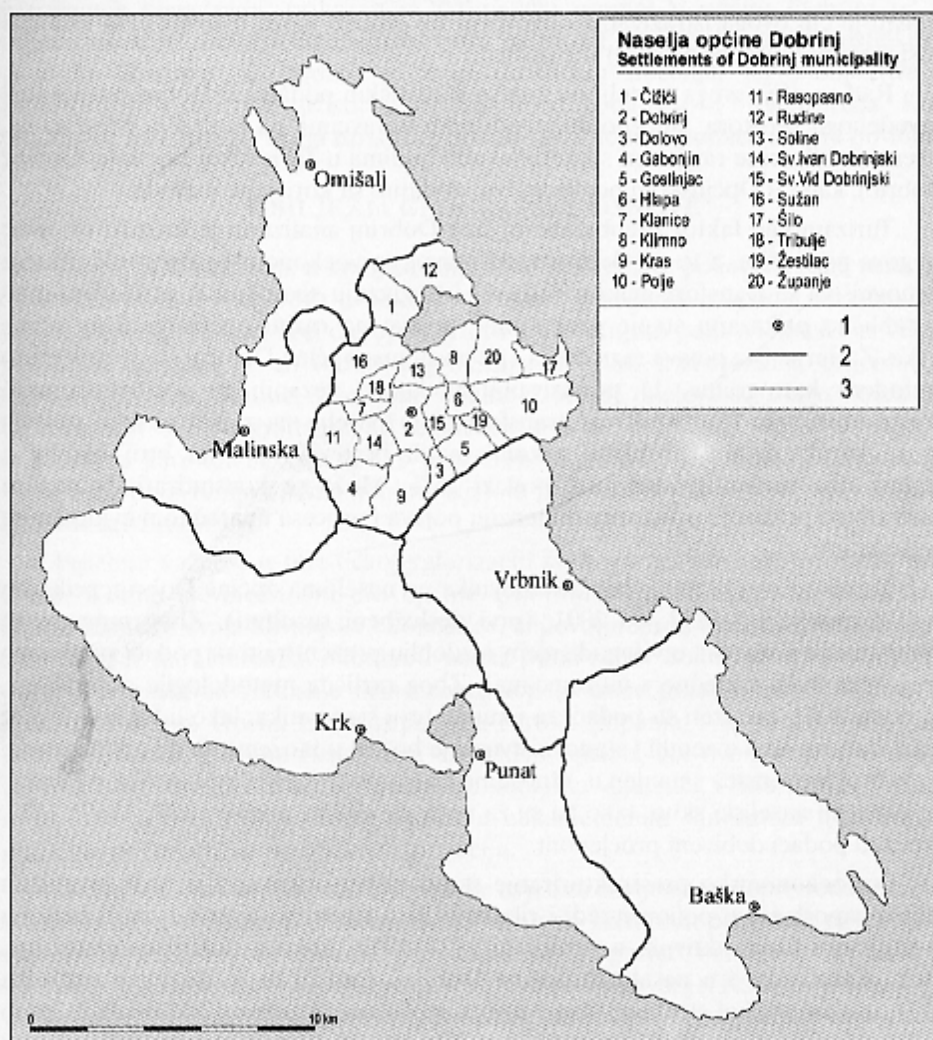 Naselja općine Dobrinj
Settlements of Dobrinj municipality
1 - Čižići
2 - Dobrinj
3 - Dolovo
4 - Gabonjin
5 - Gostinjac
6 - Hlapa
7 - Klanice
8 - Klimno
9 - Kras
10 - Polje
11 - Rasopasno
12 - Rudine
13 - Soline
14 - Sv.Ivan Dobrinjski
15 - Sv.Vid Dobrinjski
16 - Sužan
17 - Šilo
18 - Tribulje
19 - Žestilac
20 - Županje
1
2
3
Omišalj
12
1
16
13
8
20
17
18
6
10
7
2
15
19
11
14
5
3
4
9
Malinska
Vrbnik
Krk
Punat
Baška
0
10 km